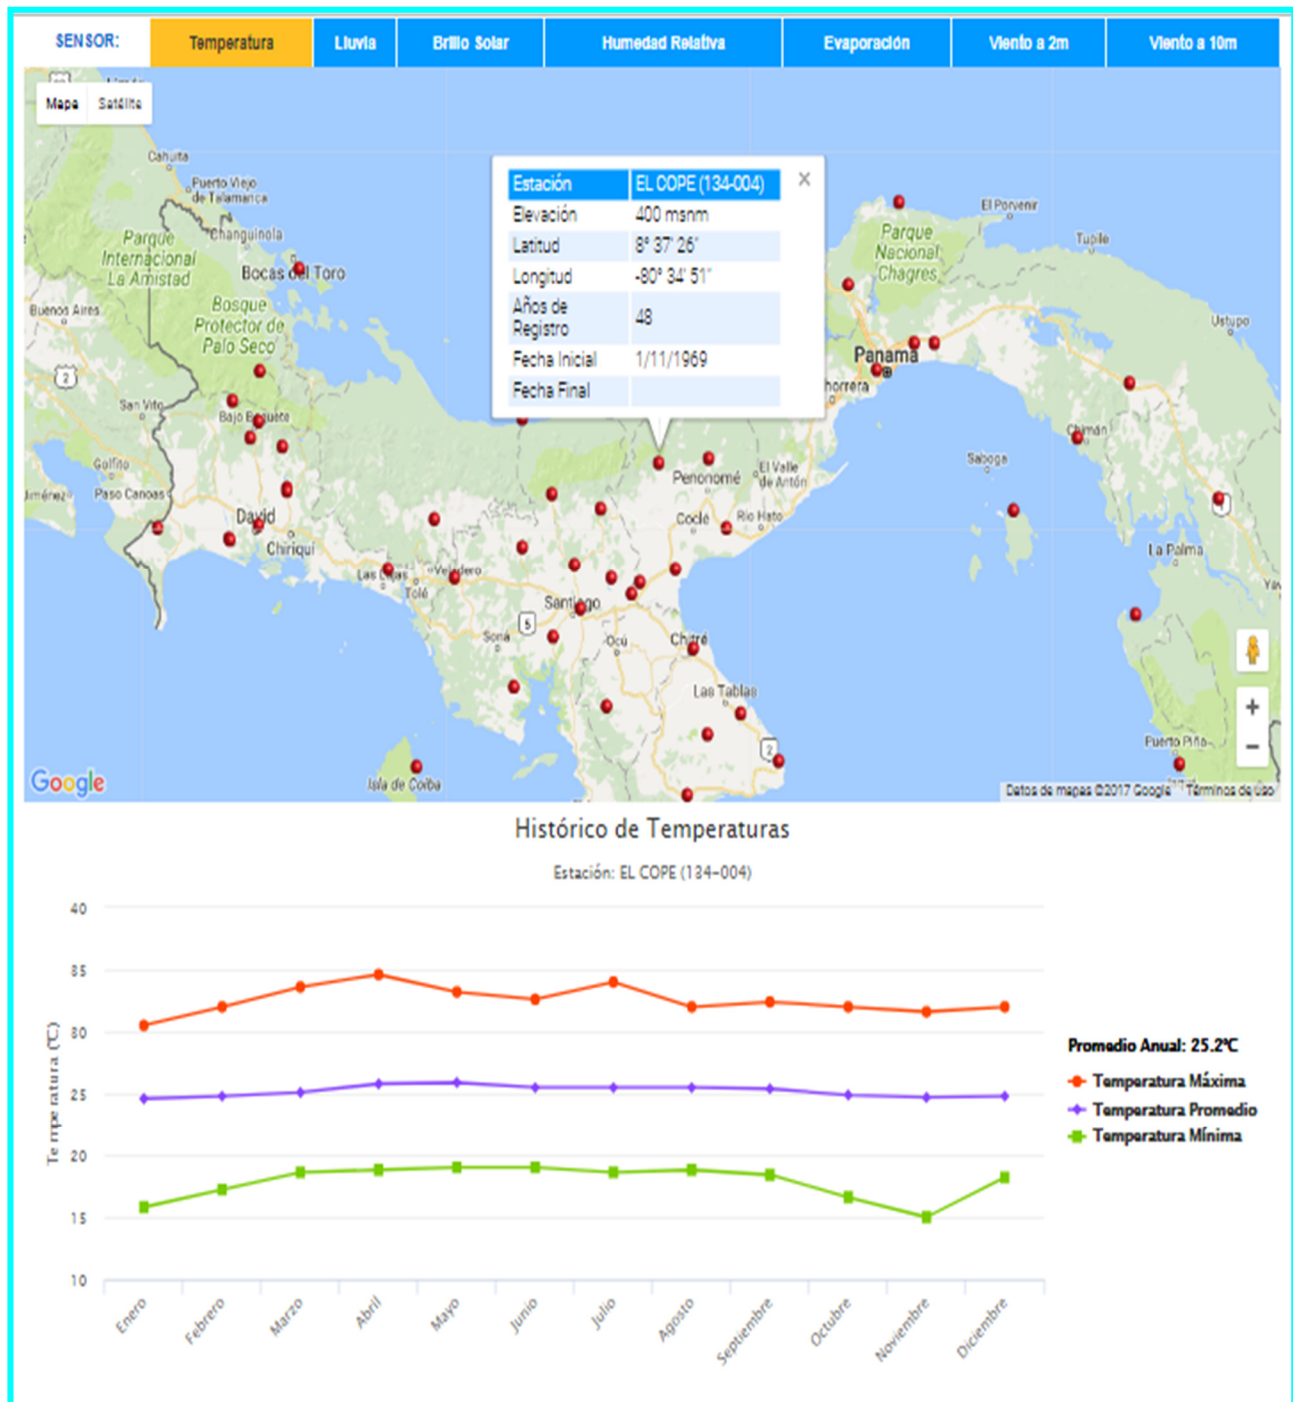 SENSOR: Temperatura Lluvia Brillo Solar Humedad Relativa Evaporación Viento a 2m Viento a 10m
Mapa Satélite
Cahuita
Puerto Viejo
de Talamanca
Changuinola
Parque
Internacional
La Amistad
Bocas del Toro
Buenos Aires
Bosque
Protector de
Palo Seco
2
San Vito
Bajo Boquete
Golfito
Jiménez
Paso Canoas
David
Chiriquí
Las Lajas
Tolé
Veladero
Soná
5
Santiago
Ocú
Chitré
Las Tablas
2
Isla de Coiba
Estación EL COPE (134-004)
Elevación 400 msnm
Latitud 8° 37' 26"
Longitud -80° 34' 51"
Años de
Registro 48
Fecha Inicial 1/11/1969
Fecha Final
×
El Porvenir
Parque
Nacional
Chagres
Tupile
Ustupo
Panamá
horrera
Chimán
Saboga
Penonomé
El Valle
de Antón
Coclé
Río Hato
1
La Palma
Yav
Puerto Piña
Jaqué
+
−
Google
Datos de mapas ©2017 Google Términos de uso
Histórico de Temperaturas
Estación: EL COPE (134-004)
Temperatura (°C)
40
35
30
25
20
15
10
Enero Febrero Marzo Abril Mayo Junio Julio Agosto Septiembre Octubre Noviembre Diciembre
Promedio Anual: 25.2°C
Temperatura Máxima
Temperatura Promedio
Temperatura Mínima